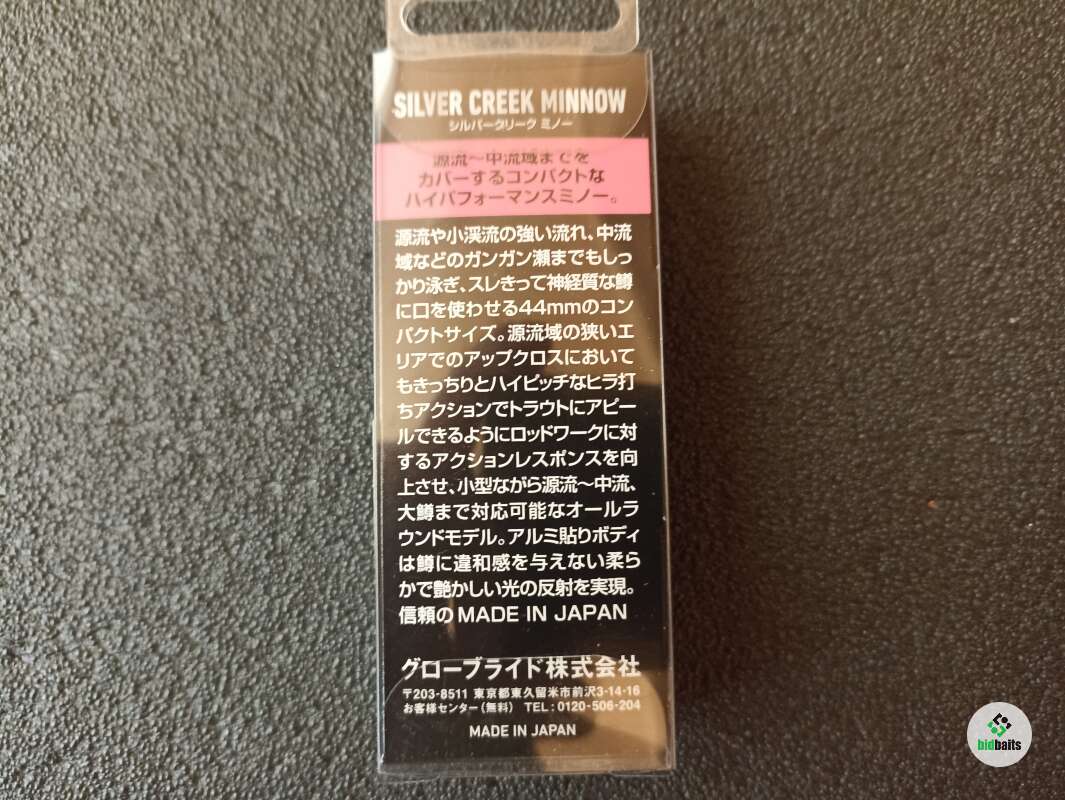 SILVER CREEK MINNOW
シルバークリーク ミノー
源流～中流域までを
カバーするコンパクトな
ハイパフォーマンスミノー。
源流や小渓流の強い流れ、中流
域などのガンガン瀬までもしっ
かり泳ぎ、スレきって神経質な鱒
に口を使わせる44mmのコン
パクトサイズ。源流域の狭いエ
リアでのアップクロスにおいて
もきっちりとハイピッチなヒラ打
ちアクションでトラウトにアピー
ルできるようにロッドワークに対
するアクションレスポンスを向
上させ、小型ながら源流～中流、
大鱒まで対応可能なオールラ
ウンドモデル。アルミ貼りボディ
は鱒に違和感を与えない柔ら
かで艶かしい光の反射を実現。
信頼のMADE IN JAPAN
グローブライド株式会社
〒203-8511 東京都東久留米市前沢3-14-16
お客様センター(無料) TEL:0120-506-204
MADE IN JAPAN
bidbaits